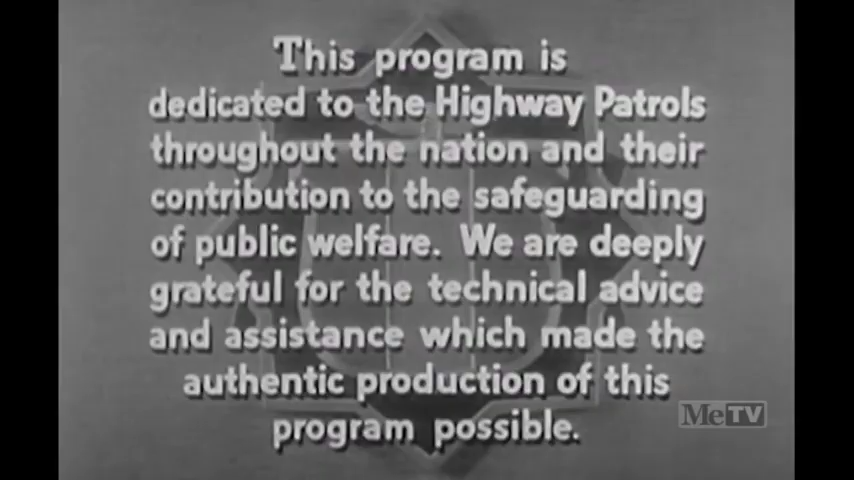 This program is
dedicated to the Highway Patrols
throughout the nation and their
contribution to the safeguarding
of public welfare. We are deeply
grateful for the technical advice
and assistance which made the
authentic production of this
program possible.
MeTV